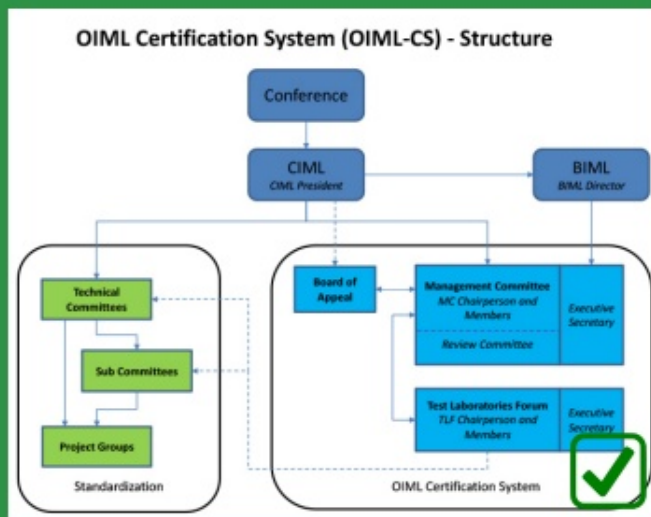 OIML Certification System (OIML-CS) - Structure
Conference
CIML
CIML President
BIML
BIML Director
Technical
Committees
Sub Committees
Project Groups
Standardization
Board of
Appeal
Management Committee
MC Chairperson and
Members
Review Committee
Executive
Secretary
Test Laboratories Forum
TLF Chairperson and
Members
Executive
Secretary
OIML Certification System